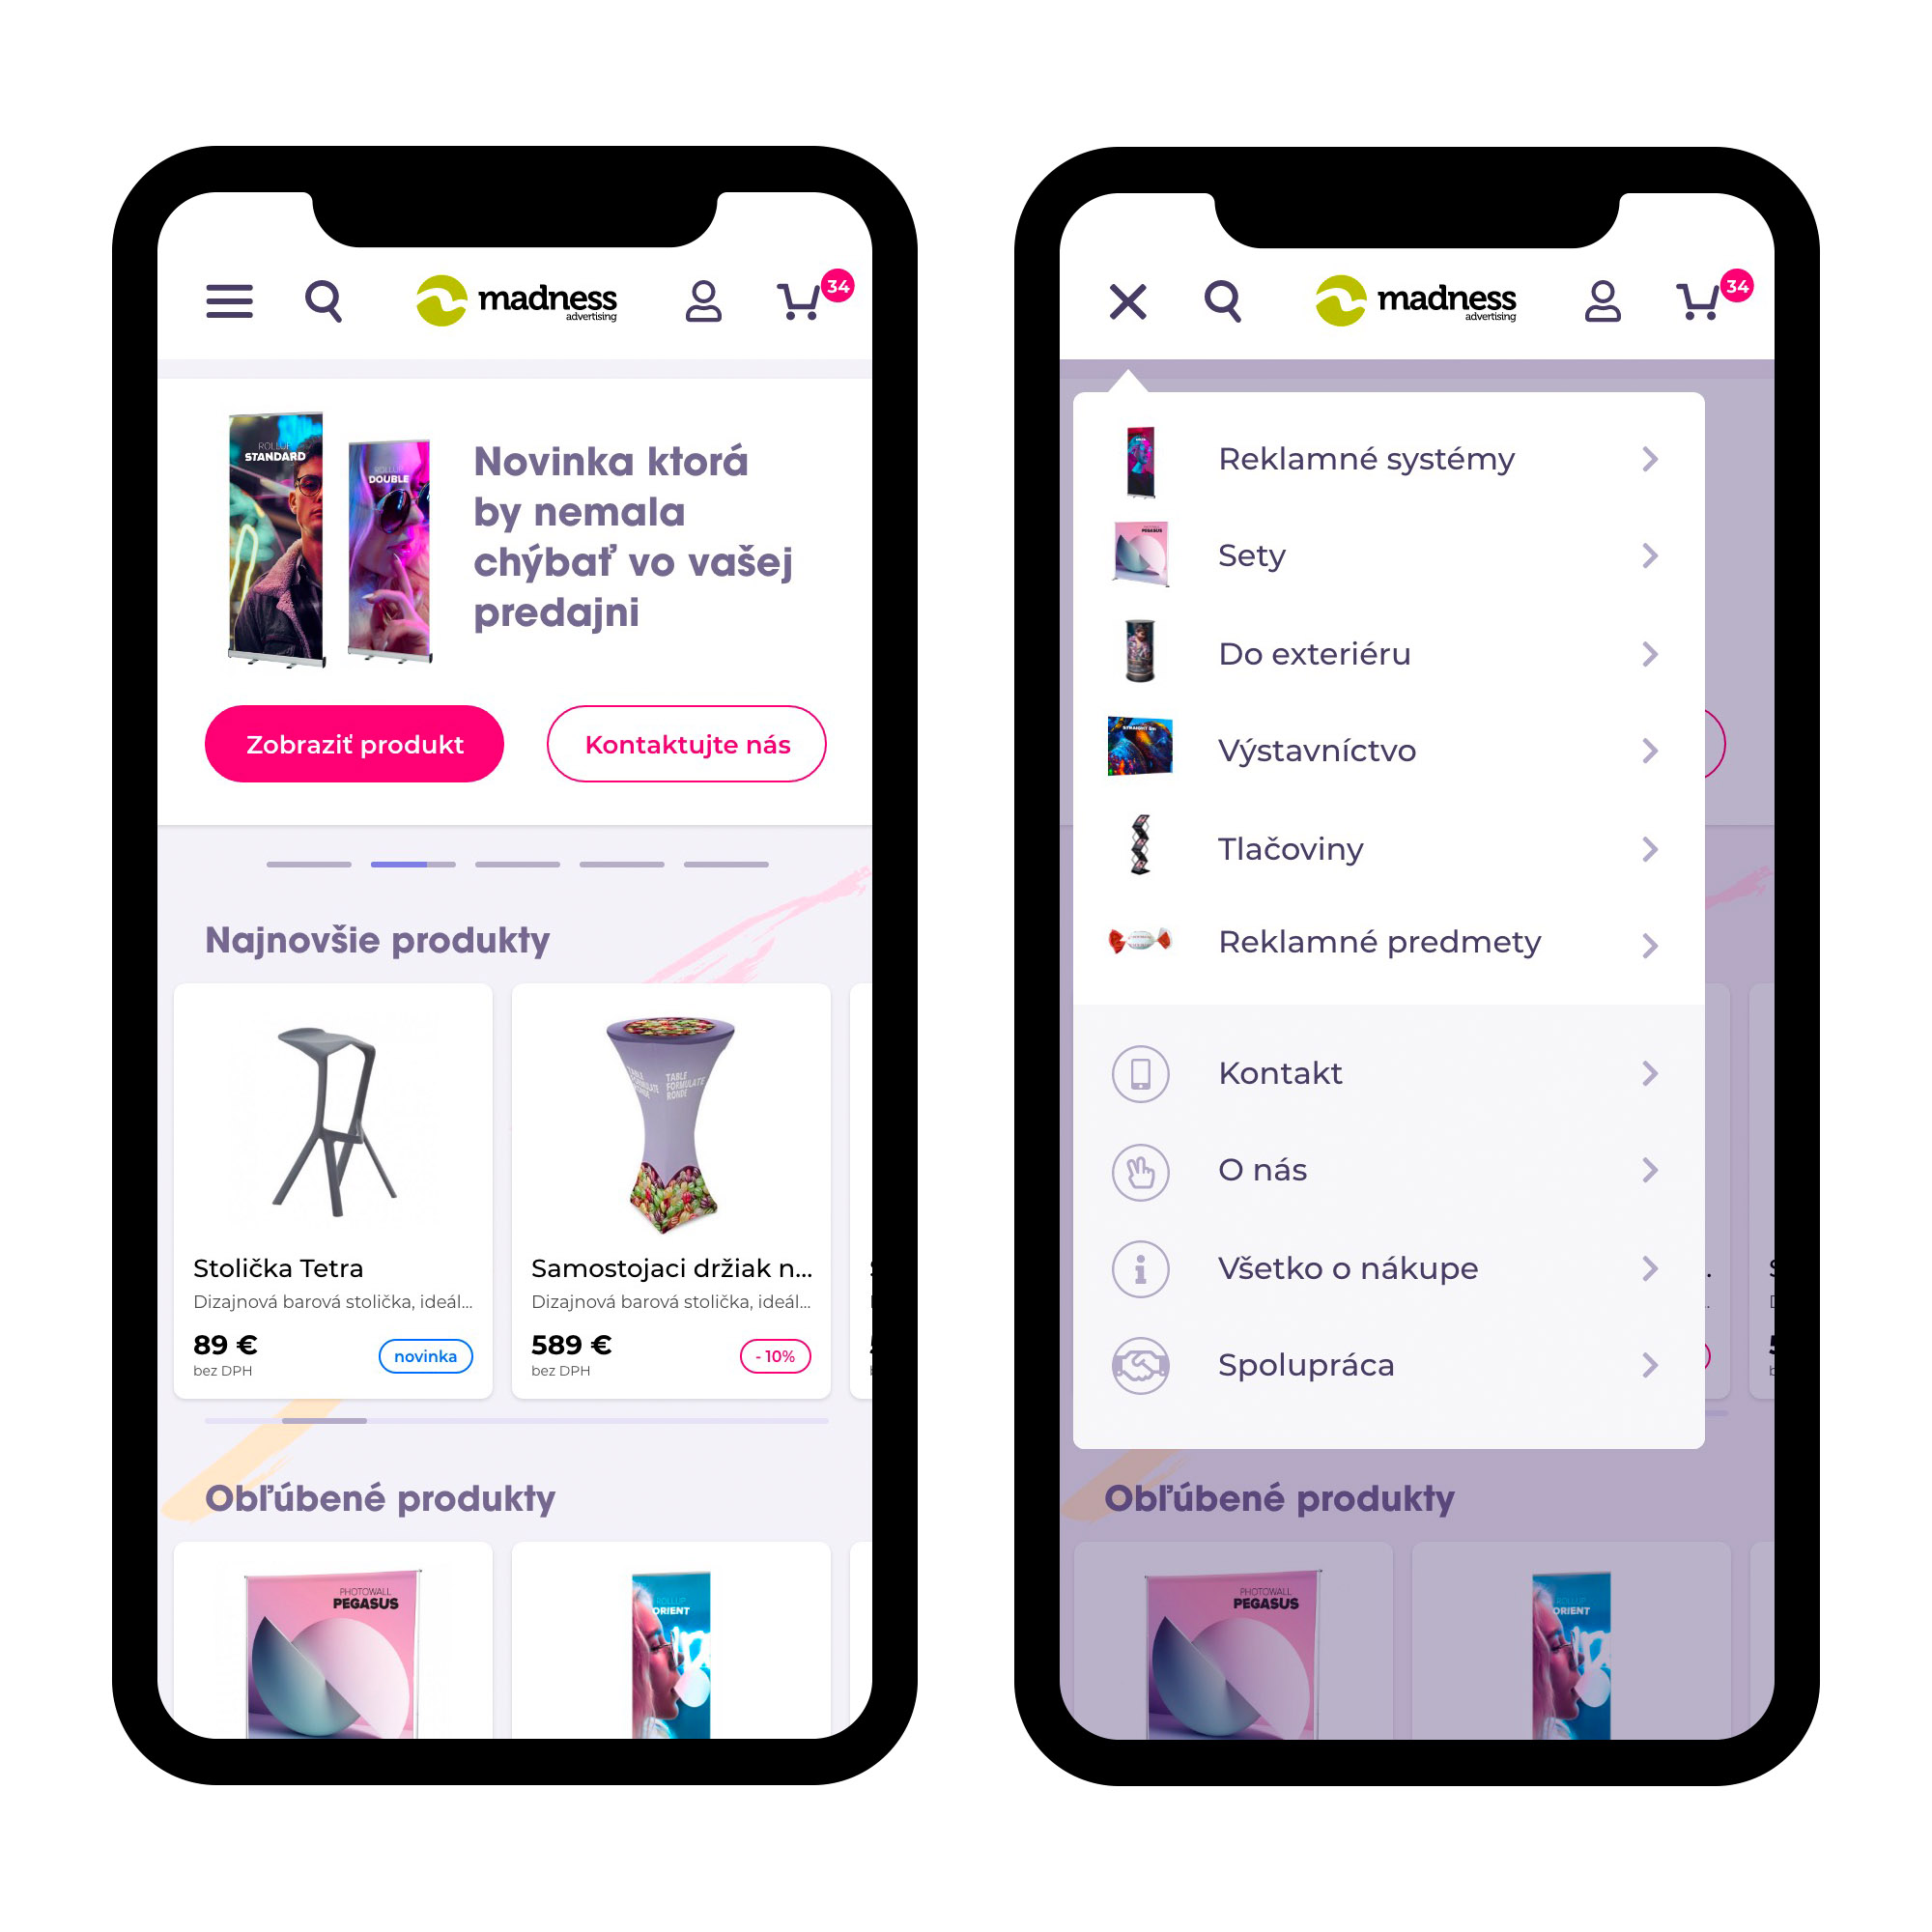 madness
advertising
34
ROLLUP
STANDARD
ROLLUP
DOUBLE
Novinka ktorá
by nemala
chýbať vo vašej
predajni
Zobraziť produkt
Kontaktujte nás
Najnovšie produkty
TABLE
FORMULATE
RONDE
Stolička Tetra
Dizajnová barová stolička, ideál...
89 €
bez DPH
novinka
Samostojaci držiak n...
Dizajnová barová stolička, ideál...
589 €
bez DPH
- 10%
Obľúbené produkty
PHOTOWALL
PEGASUS
ROLLUP
ORIENT
madness
advertising
34
Reklamné systémy
PEGASUS
Sety
Do exteriéru
Výstavníctvo
Tlačoviny
Reklamné predmety
Kontakt
O nás
Všetko o nákupe
Spolupráca
Obľúbené produkty
PHOTOWALL
PEGASUS
ROLLUP
ORIENT